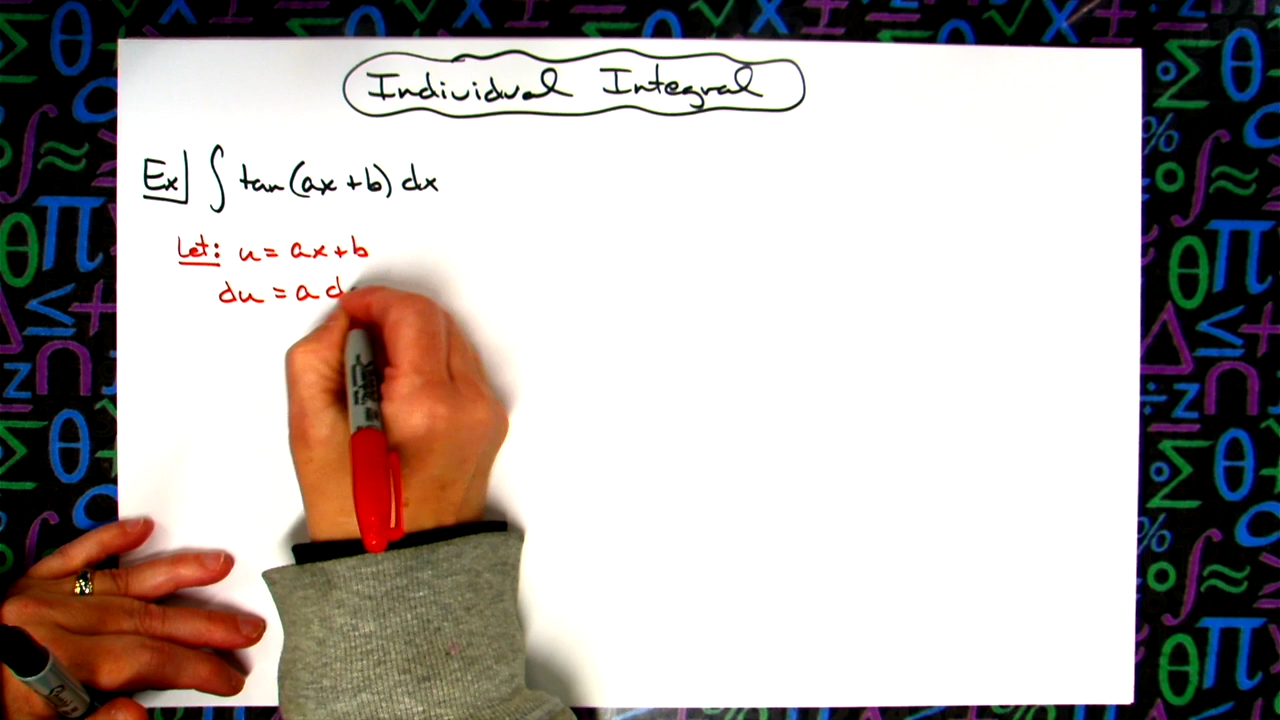 Individual Integral
Ex ∫ tan(ax+b) dx
Let: u = ax+b
du = a d